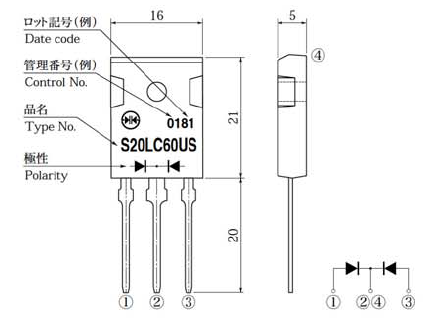 ロット記号(例)
Date code
管理番号(例)
Control No.
品名
Type No.
極性
Polarity
16
5
④
0181
S20LC60US
21
20
①
②
③
①
②④
③